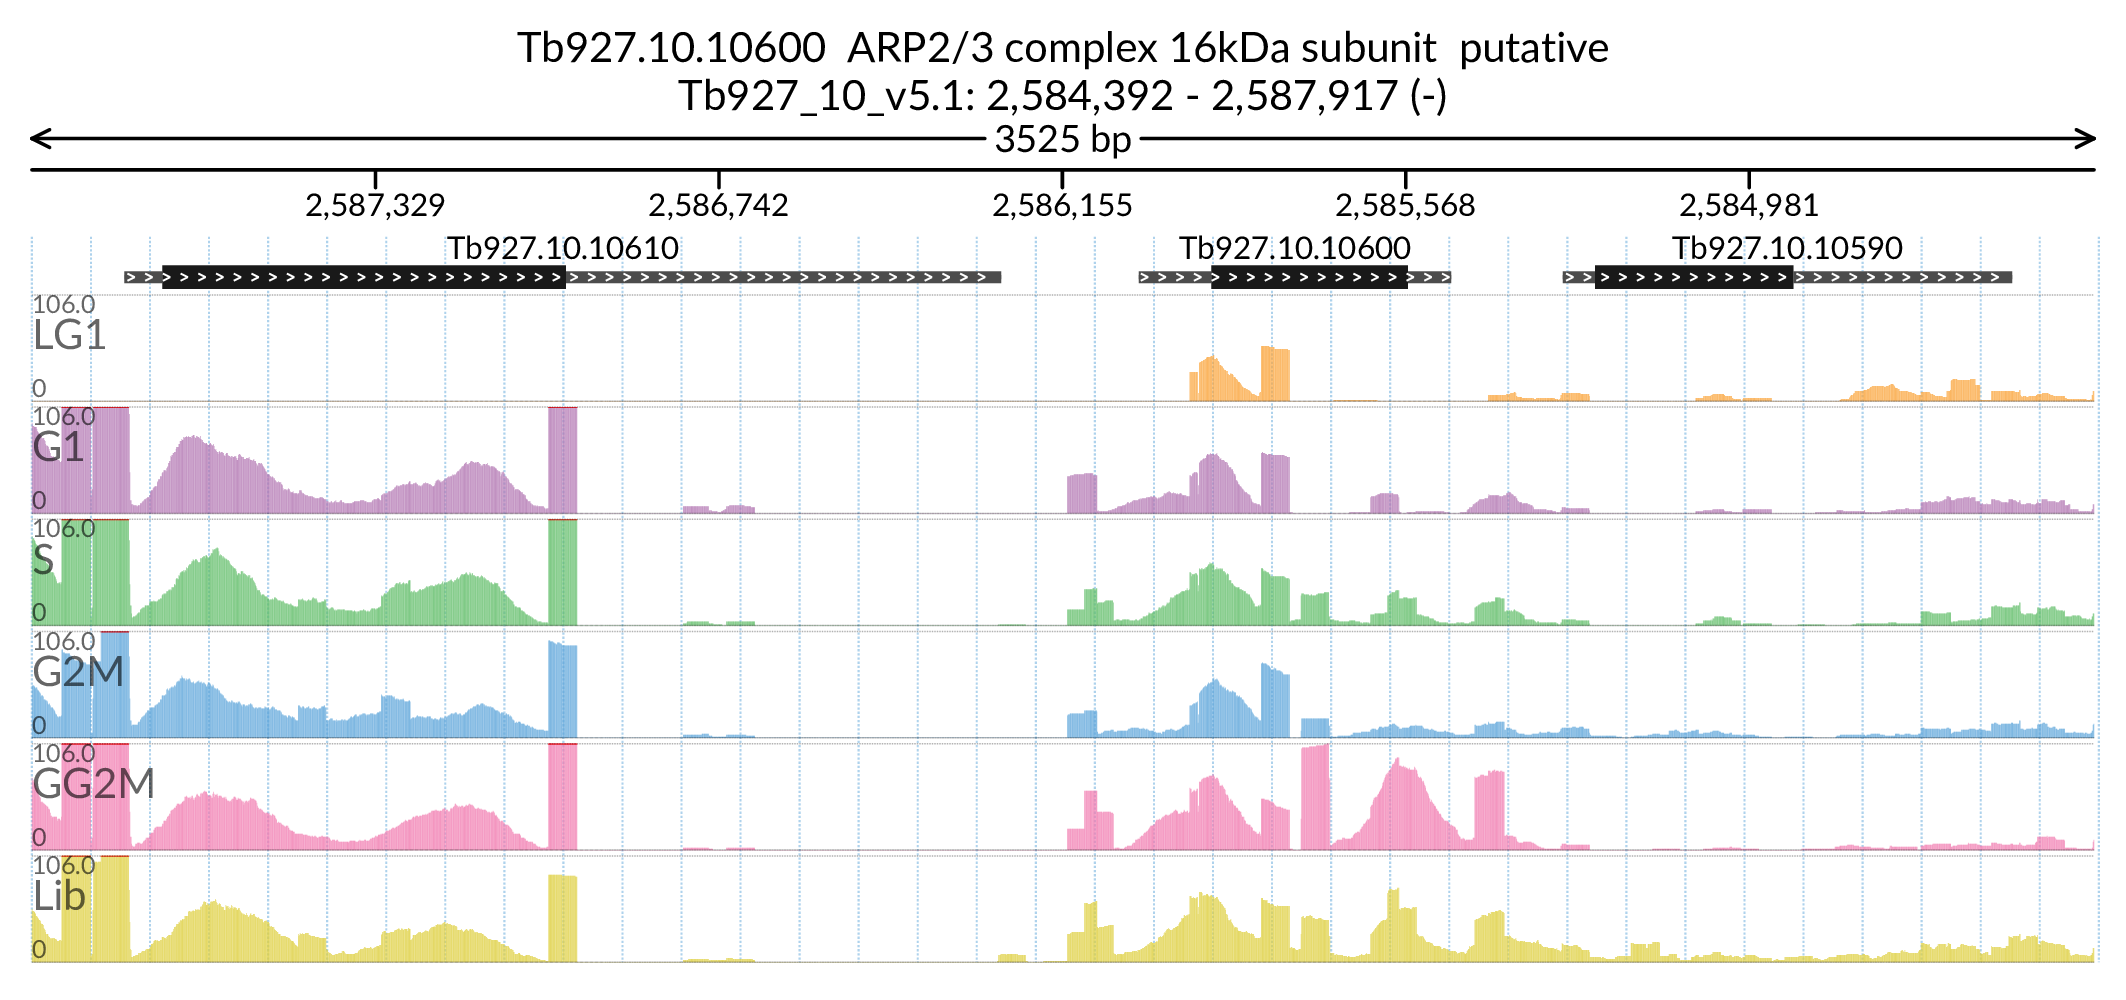 Tb927.10.10600 ARP2/3 complex 16kDa subunit putative
Tb927_10_v5.1: 2,584,392 - 2,587,917 (-)
3525 bp
2,587,329 2,586,742 2,586,155 2,585,568 2,584,981
Tb927.10.10610 Tb927.10.10600 Tb927.10.10590
106.0
LG1
0
106.0
G1
0
106.0
S
0
106.0
G2M
0
106.0
GG2M
0
106.0
Lib
0